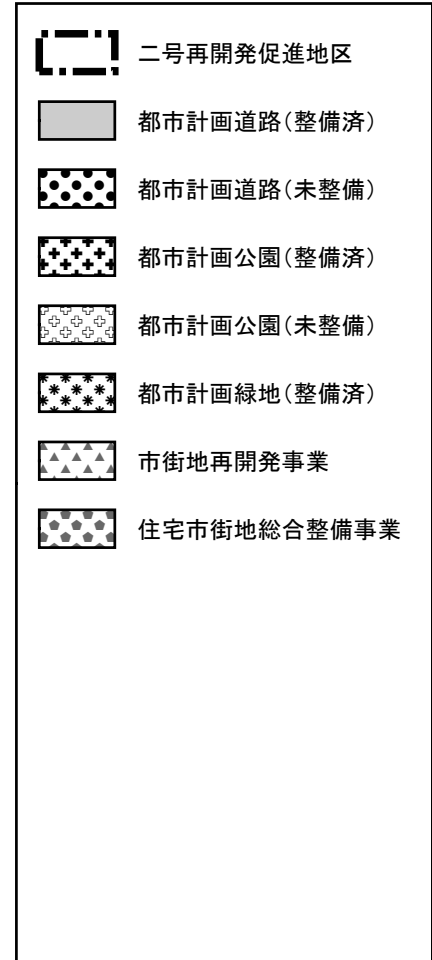 二号再開発促進地区
都市計画道路（整備済）
都市計画道路（未整備）
都市計画公園（整備済）
都市計画公園（未整備）
都市計画緑地（整備済）
市街地再開発事業
住宅市街地総合整備事業